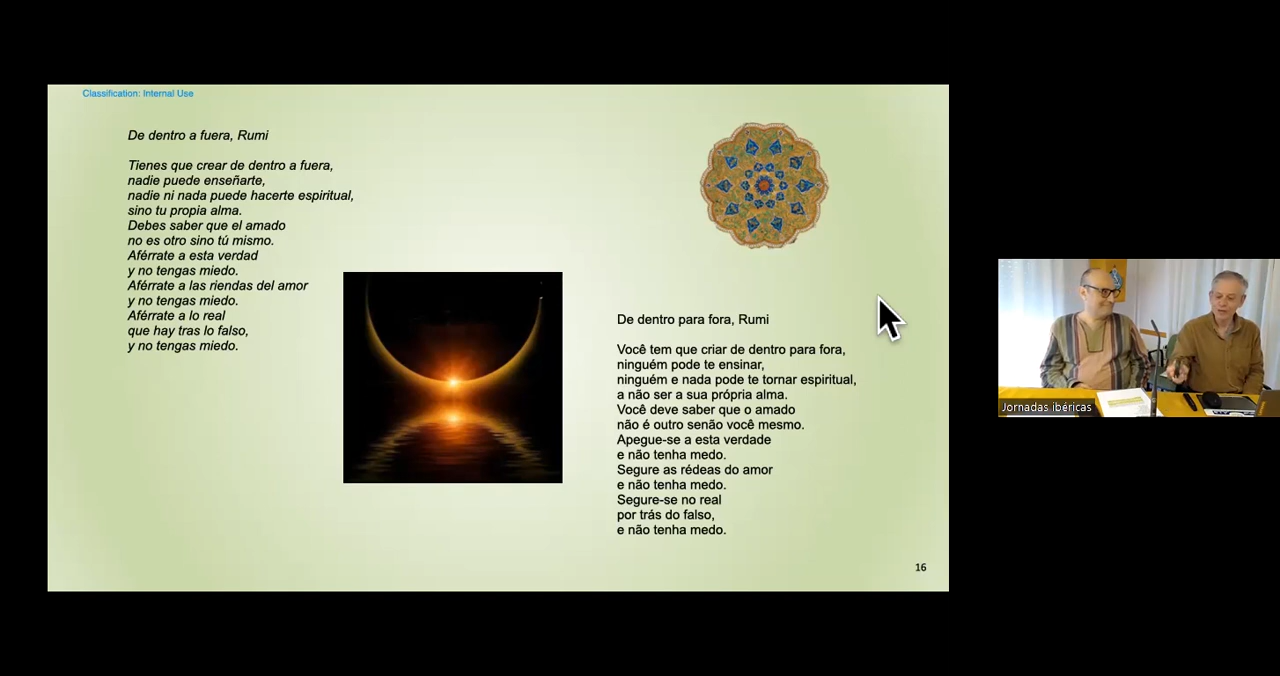 Classification: Internal Use
De dentro a fuera, Rumi
Tienes que crear de dentro a fuera,
nadie puede enseñarte,
nadie ni nada puede hacerte espiritual,
sino tu propia alma.
Debes saber que el amado
no es otro sino tú mismo.
Aférrate a esta verdad
y no tengas miedo.
Aférrate a las riendas del amor
y no tengas miedo.
Aférrate a lo real
que hay tras lo falso,
y no tengas miedo.
De dentro para fora, Rumi
Você tem que criar de dentro para fora,
ninguém pode te ensinar,
ninguém e nada pode te tornar espiritual,
a não ser a sua própria alma.
Você deve saber que o amado
não é outro senão você mesmo.
Apegue-se a esta verdade
e não tenha medo.
Segure as rédeas do amor
e não tenha medo.
Segure-se no real
por trás do falso,
e não tenha medo.
16
Jornadas ibéricas